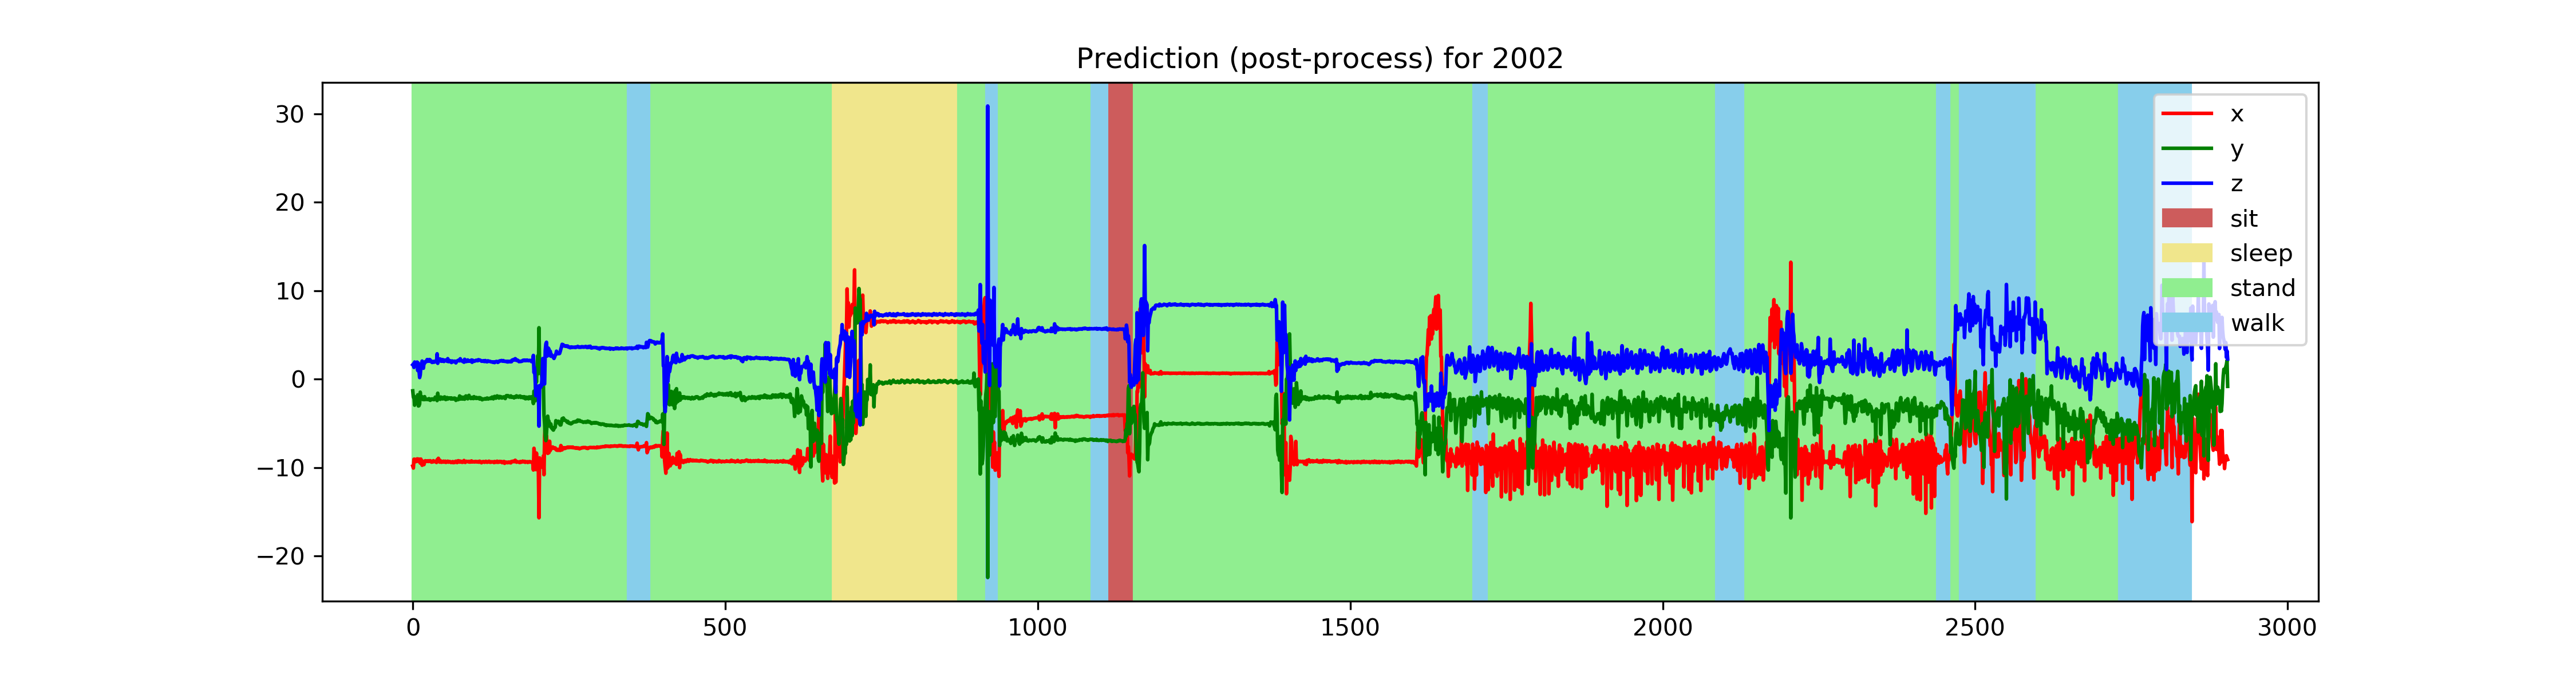 Prediction (post-process) for 2002
30
20
10
0
−10
−20
x
y
z
sit
sleep
stand
walk
0 500 1000 1500 2000 2500 3000